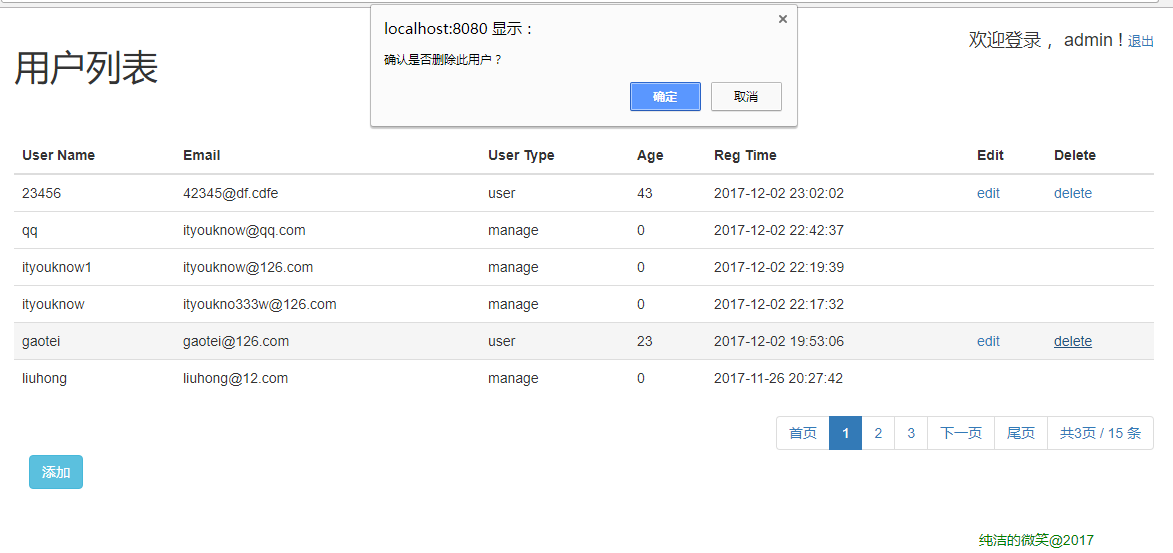 localhost:8080 显示：
确认是否删除此用户？
确定 取消
欢迎登录 ，admin ! 退出
用户列表
User Name Email User Type Age Reg Time Edit Delete
23456 42345@df.cdfe user 43 2017-12-02 23:02:02 edit delete
qq ityouknow@qq.com manage 0 2017-12-02 22:42:37
ityouknow1 ityouknow@126.com manage 0 2017-12-02 22:19:39
ityouknow ityoukno333w@126.com manage 0 2017-12-02 22:17:32
gaotei gaotei@126.com user 23 2017-12-02 19:53:06 edit delete
liuhong liuhong@12.com manage 0 2017-11-26 20:27:42
首页 1 2 3 下一页 尾页 共3页 / 15 条
添加
纯洁的微笑@2017